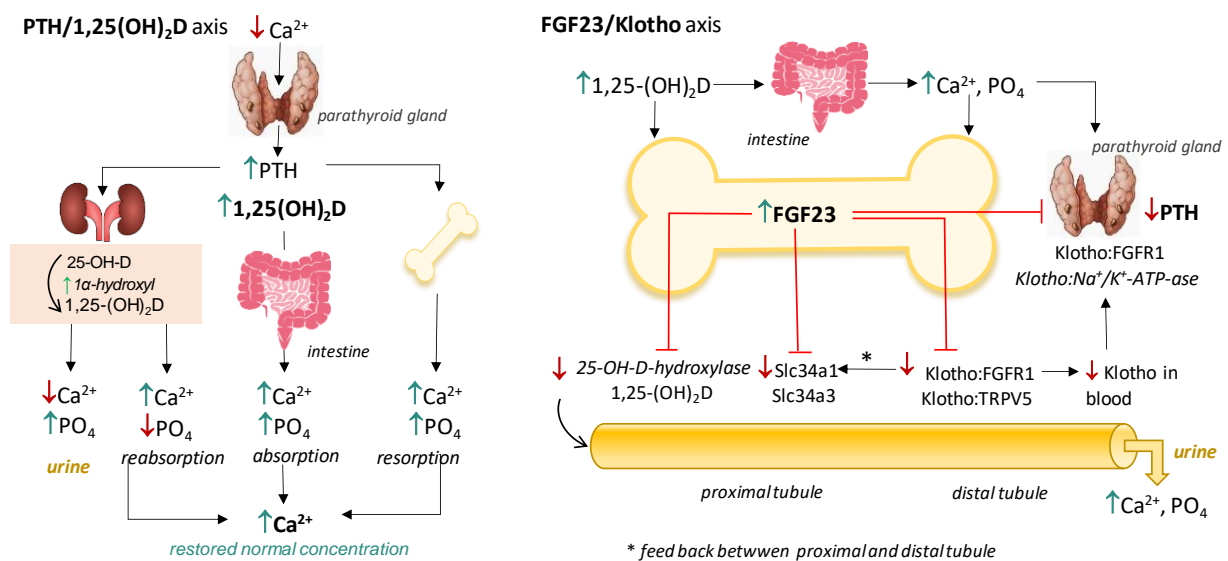 PTH/1,25(OH)₂D axis
↓ Ca²⁺
parathyroid gland
↑PTH
↑1,25(OH)₂D
25-OH-D
↑ 1α-hydroxyl
1,25-(OH)₂D
intestine
↓Ca²⁺
↑PO₄
urine
↑Ca²⁺
↓PO₄
reabsorption
↑Ca²⁺
↑PO₄
absorption
↑Ca²⁺
↑PO₄
resorption
↑Ca²⁺
restored normal concentration
FGF23/Klotho axis
↑1,25-(OH)₂D
intestine
↑Ca²⁺, PO₄
parathyroid gland
↑FGF23
↓PTH
Klotho:FGFR1
Klotho:Na⁺/K⁺-ATP-ase
↓ 25-OH-D-hydroxylase
1,25-(OH)₂D
↓ Slc34a1
Slc34a3
*
↓ Klotho:FGFR1
Klotho:TRPV5
↓ Klotho in
blood
urine
proximal tubule
distal tubule
↑Ca²⁺, PO₄
* feed back betwwen proximal and distal tubule